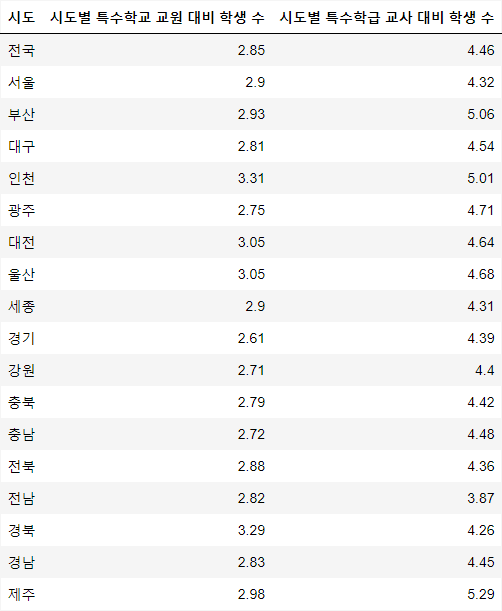 시도 시도별 특수학교 교원 대비 학생 수 시도별 특수학급 교사 대비 학생 수
전국 2.85 4.46
서울 2.9 4.32
부산 2.93 5.06
대구 2.81 4.54
인천 3.31 5.01
광주 2.75 4.71
대전 3.05 4.64
울산 3.05 4.68
세종 2.9 4.31
경기 2.61 4.39
강원 2.71 4.4
충북 2.79 4.42
충남 2.72 4.48
전북 2.88 4.36
전남 2.82 3.87
경북 3.29 4.26
경남 2.83 4.45
제주 2.98 5.29